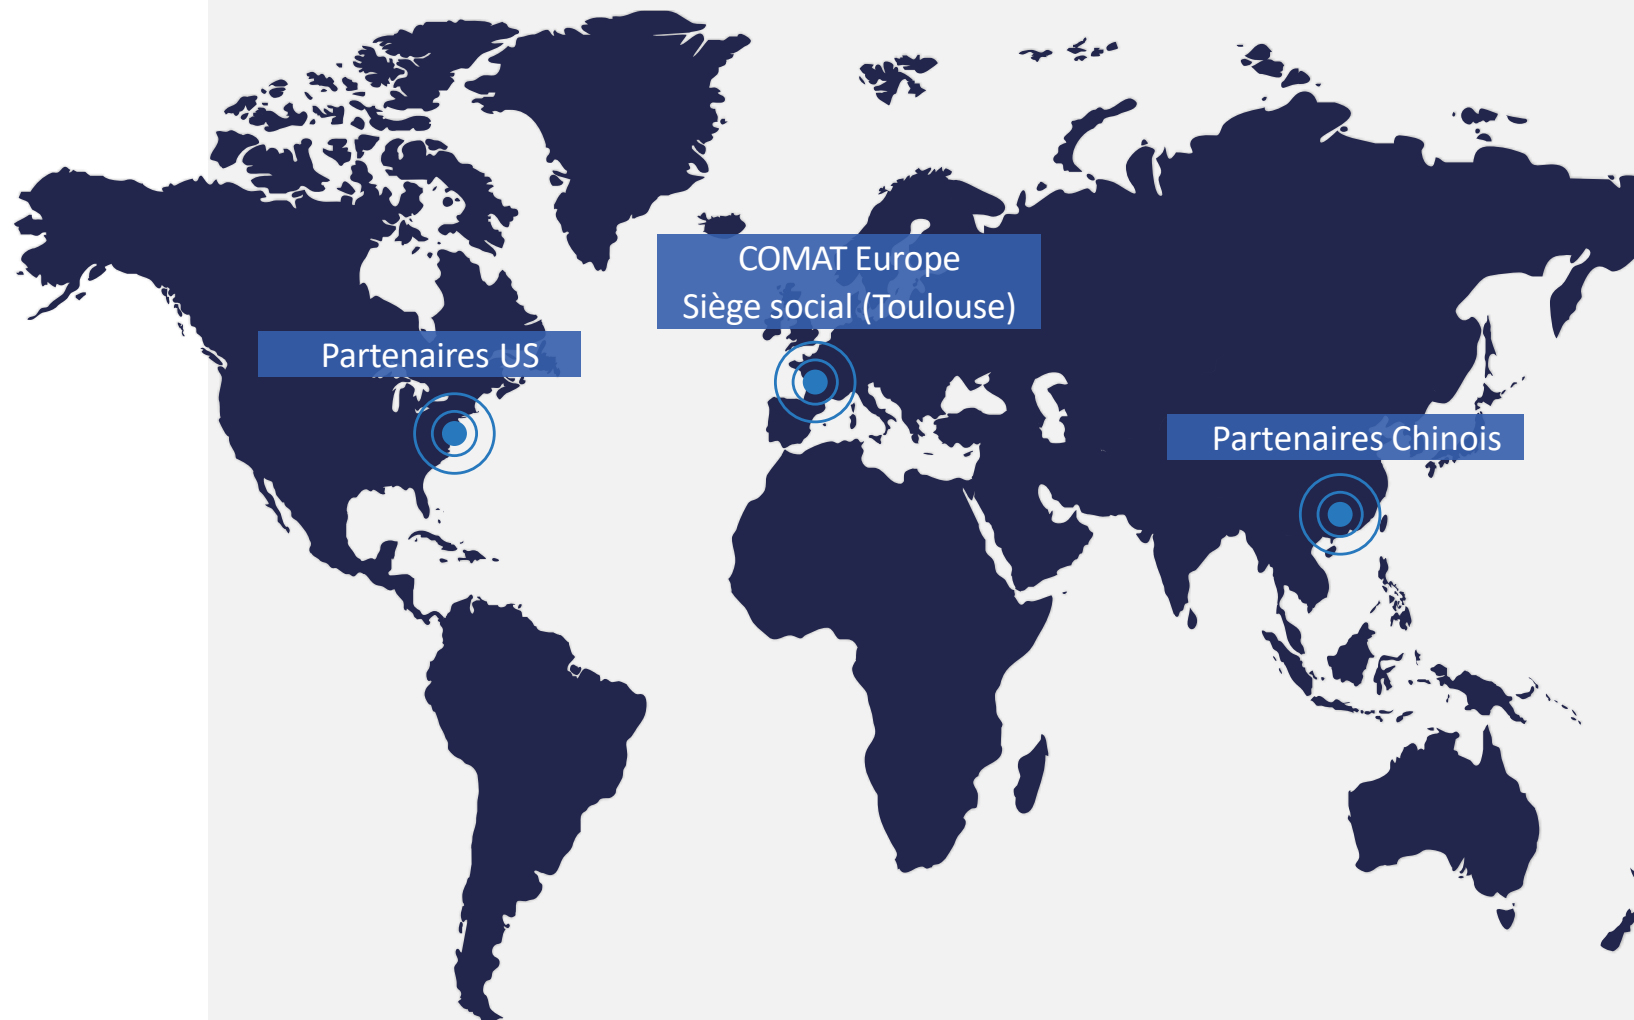 COMAT Europe
Siège social (Toulouse)
Partenaires US
Partenaires Chinois